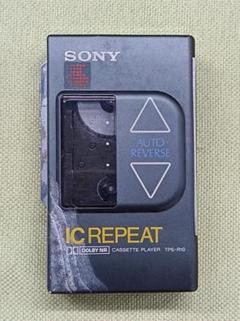 SONY
AUTO
REVERSE
IC REPEAT
DOLBY NR CASSETTE PLAYER TPS-R10